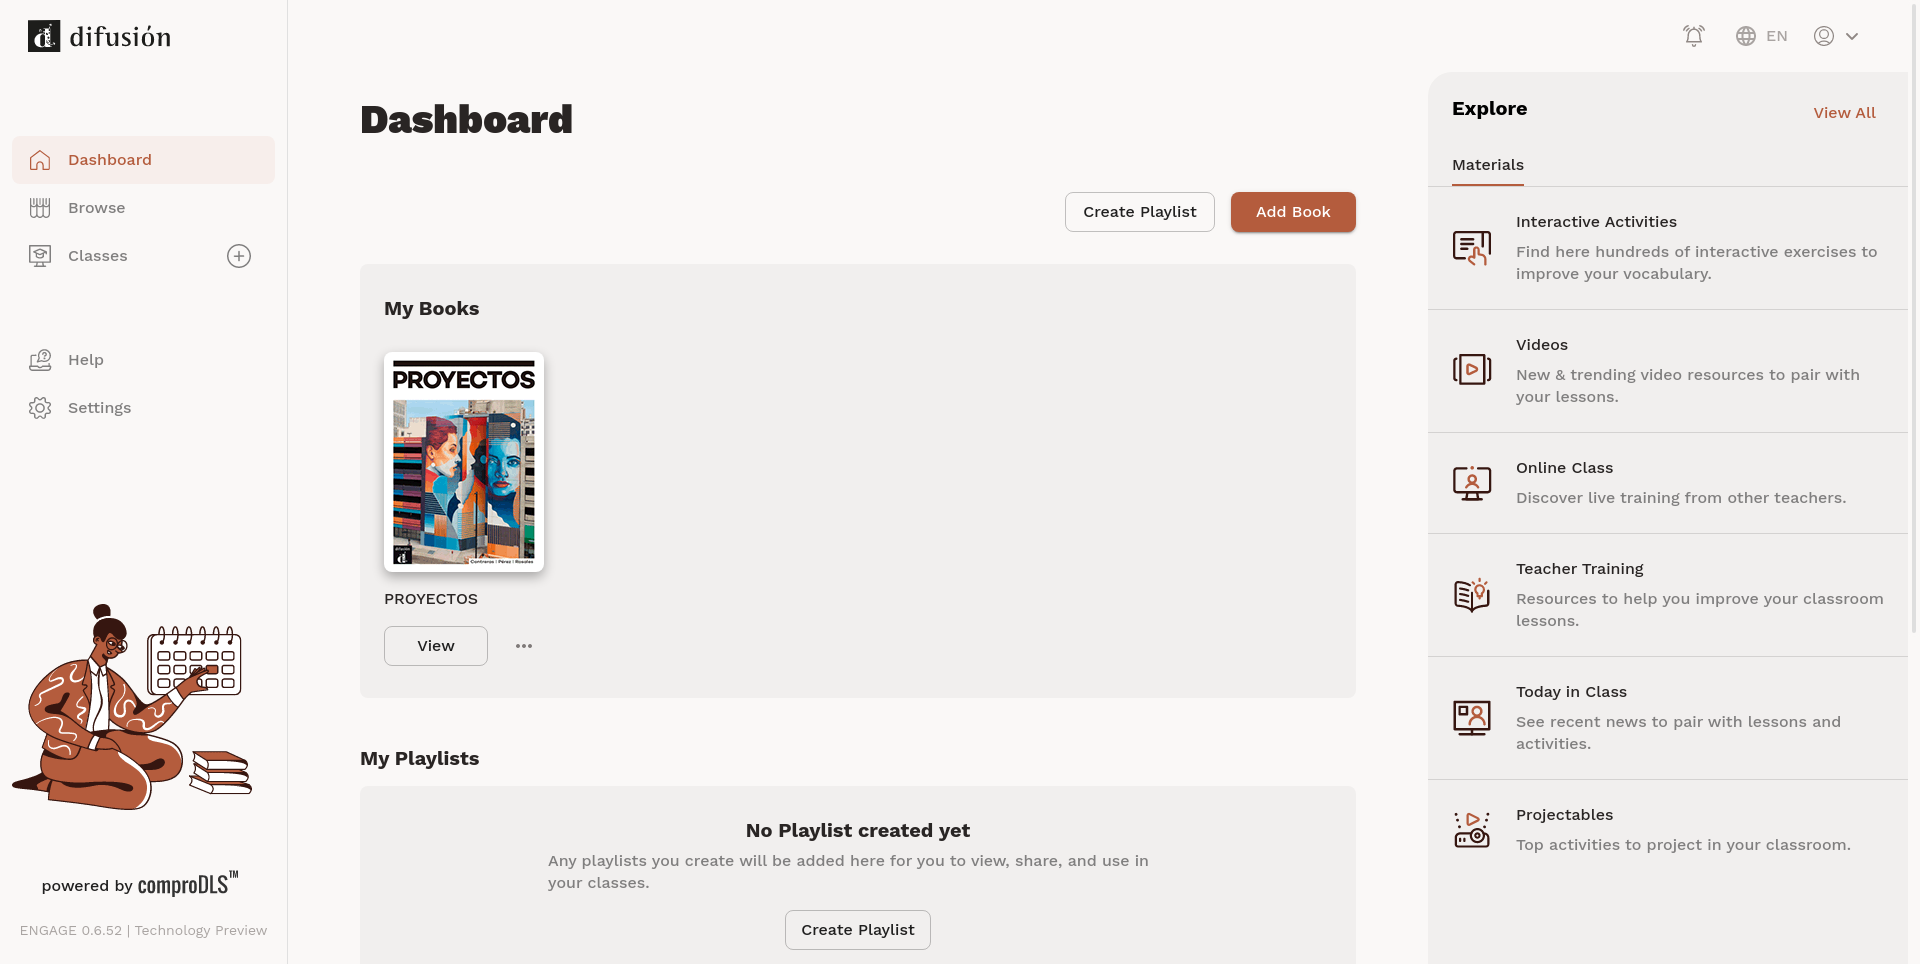 difusión
EN
Dashboard
Browse
Classes
Help
Settings
powered by comproDLS™
ENGAGE 0.6.52 | Technology Preview
Dashboard
Create Playlist
Add Book
My Books
PROYECTOS
difusión
Contreras | Pérez | Rosales
PROYECTOS
View
My Playlists
No Playlist created yet
Any playlists you create will be added here for you to view, share, and use in
your classes.
Create Playlist
Explore
View All
Materials
Interactive Activities
Find here hundreds of interactive exercises to
improve your vocabulary.
Videos
New & trending video resources to pair with
your lessons.
Online Class
Discover live training from other teachers.
Teacher Training
Resources to help you improve your classroom
lessons.
Today in Class
See recent news to pair with lessons and
activities.
Projectables
Top activities to project in your classroom.